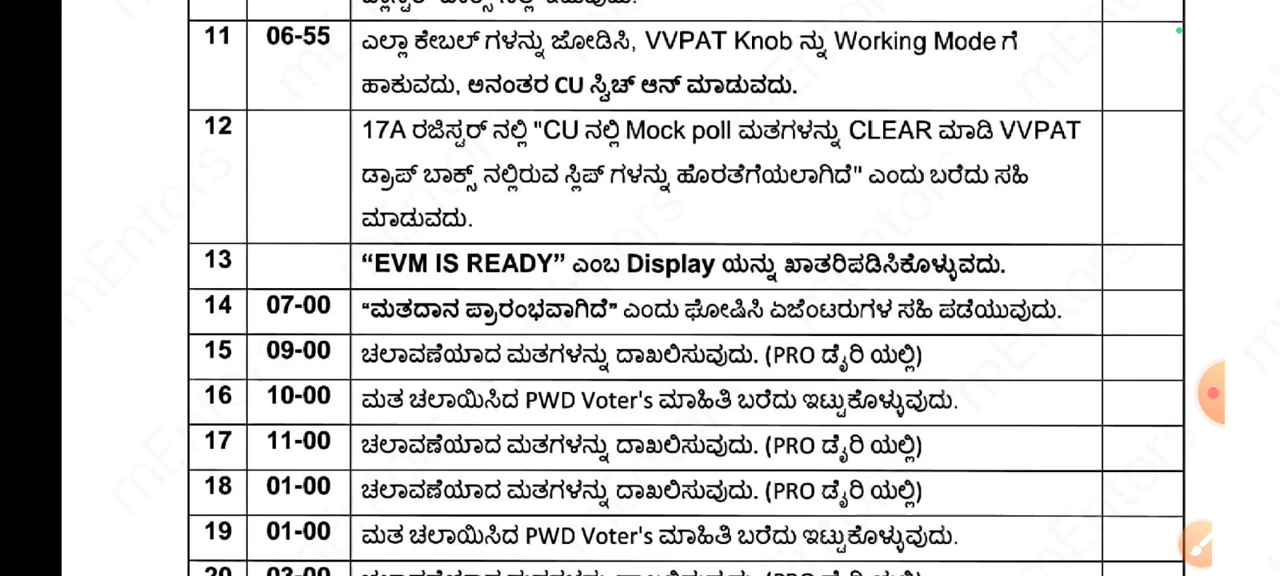 11 06-55 ಎಲ್ಲಾ ಕೇಬಲ್ ಗಳನ್ನು ಜೋಡಿಸಿ, VVPAT Knob ನ್ನು Working Mode ಗೆ
ಹಾಕುವದು, ಅನಂತರ CU ಸ್ವಿಚ್ ಆನ್ ಮಾಡುವದು.
12 17A ರಜಿಸ್ಟರ್ ನಲ್ಲಿ "CU ನಲ್ಲಿ Mock poll ಮತಗಳನ್ನು CLEAR ಮಾಡಿ VVPAT
ಡ್ರಾಪ್ ಬಾಕ್ಸ್ ನಲ್ಲಿರುವ ಸ್ಲಿಪ್ ಗಳನ್ನು ಹೊರತೆಗೆಯಲಾಗಿದೆ" ಎಂದು ಬರೆದು ಸಹಿ
ಮಾಡುವದು.
13 “EVM IS READY” ಎಂಬ Display ಯನ್ನು ಖಾತರಿಪಡಿಸಿಕೊಳ್ಳುವದು.
14 07-00 “ಮತದಾನ ಪ್ರಾರಂಭವಾಗಿದೆ” ಎಂದು ಘೋಷಿಸಿ ಏಜೆಂಟರುಗಳ ಸಹಿ ಪಡೆಯುವುದು.
15 09-00 ಚಲಾವಣೆಯಾದ ಮತಗಳನ್ನು ದಾಖಲಿಸುವುದು. (PRO ಡೈರಿ ಯಲ್ಲಿ)
16 10-00 ಮತ ಚಲಾಯಿಸಿದ PWD Voter's ಮಾಹಿತಿ ಬರೆದು ಇಟ್ಟುಕೊಳ್ಳುವುದು.
17 11-00 ಚಲಾವಣೆಯಾದ ಮತಗಳನ್ನು ದಾಖಲಿಸುವುದು. (PRO ಡೈರಿ ಯಲ್ಲಿ)
18 01-00 ಚಲಾವಣೆಯಾದ ಮತಗಳನ್ನು ದಾಖಲಿಸುವುದು. (PRO ಡೈರಿ ಯಲ್ಲಿ)
19 01-00 ಮತ ಚಲಾಯಿಸಿದ PWD Voter's ಮಾಹಿತಿ ಬರೆದು ಇಟ್ಟುಕೊಳ್ಳುವುದು.
20 03-00
mEntors